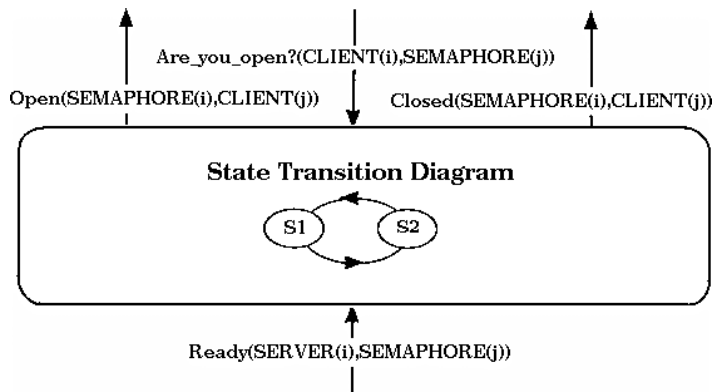 Are_you_open?(CLIENT(i),SEMAPHORE(j))
Open(SEMAPHORE(i),CLIENT(j))
Closed(SEMAPHORE(i),CLIENT(j))
State Transition Diagram
S1
S2
Ready(SERVER(i),SEMAPHORE(j))